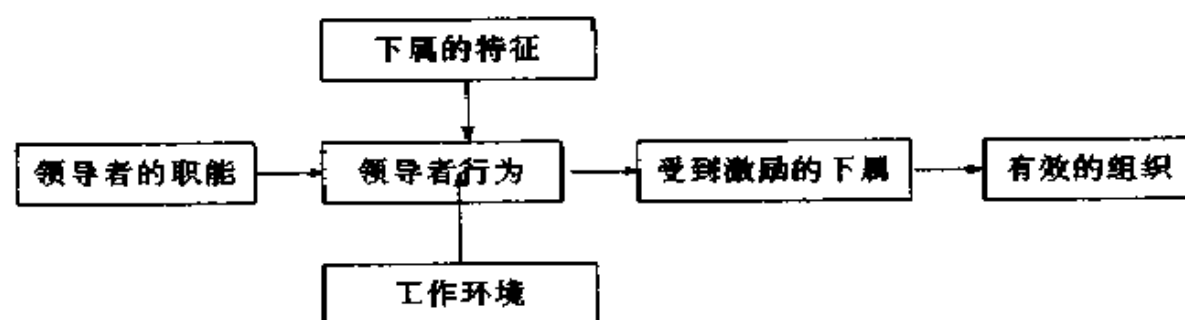 下属的特征
领导者的职能
领导者行为
受到激励的下属
有效的组织
工作环境